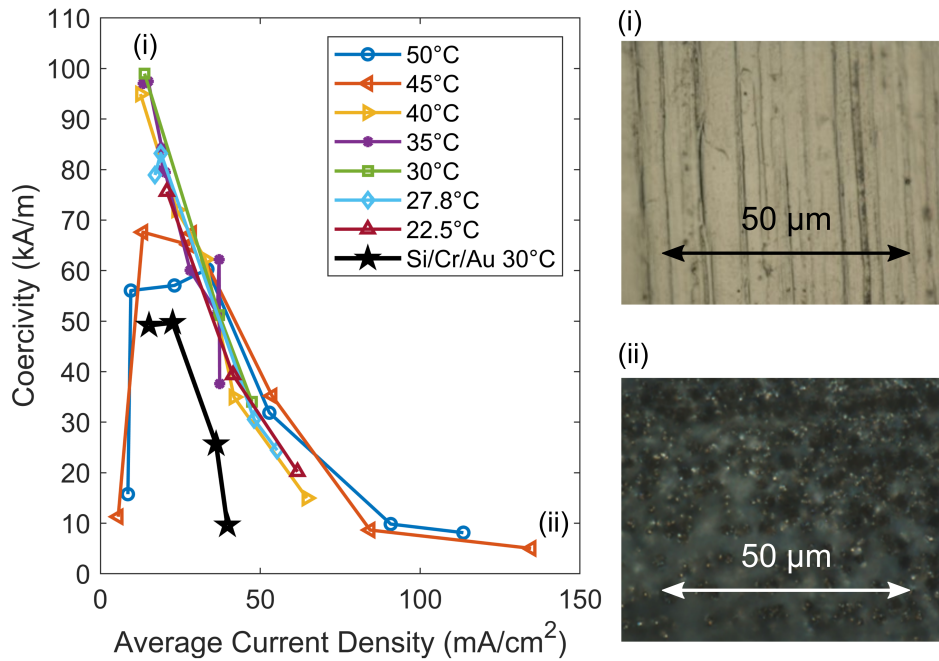 110
100
90
80
70
60
50
40
30
20
10
0
Coercivity (kA/m)
0 50 100 150
Average Current Density (mA/cm²)
(i)
(ii)
50°C
45°C
40°C
35°C
30°C
27.8°C
22.5°C
Si/Cr/Au 30°C
(i)
50 μm
(ii)
50 μm